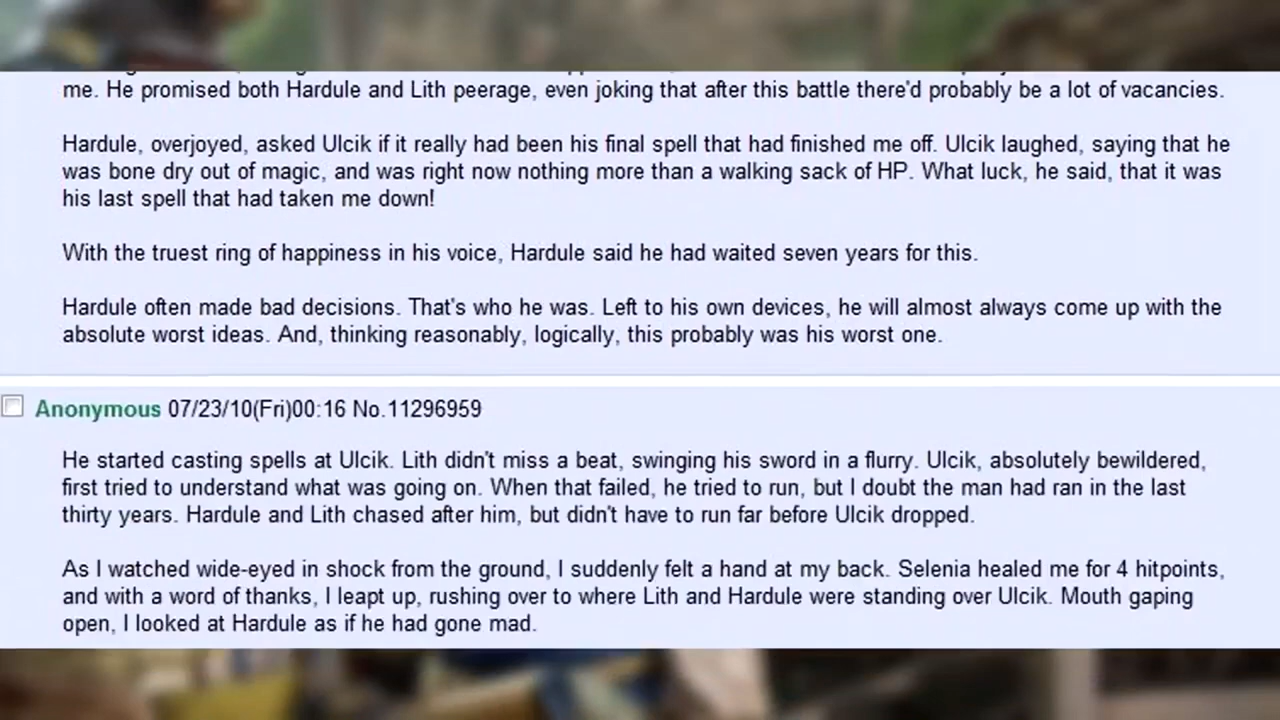 me. He promised both Hardule and Lith peerage, even joking that after this battle there'd probably be a lot of vacancies.
Hardule, overjoyed, asked Ulcik if it really had been his final spell that had finished me off. Ulcik laughed, saying that he
was bone dry out of magic, and was right now nothing more than a walking sack of HP. What luck, he said, that it was
his last spell that had taken me down!
With the truest ring of happiness in his voice, Hardule said he had waited seven years for this.
Hardule often made bad decisions. That's who he was. Left to his own devices, he will almost always come up with the
absolute worst ideas. And, thinking reasonably, logically, this probably was his worst one.
Anonymous 07/23/10(Fri)00:16 No.11296959
He started casting spells at Ulcik. Lith didn't miss a beat, swinging his sword in a flurry. Ulcik, absolutely bewildered,
first tried to understand what was going on. When that failed, he tried to run, but I doubt the man had ran in the last
thirty years. Hardule and Lith chased after him, but didn't have to run far before Ulcik dropped.
As I watched wide-eyed in shock from the ground, I suddenly felt a hand at my back. Selenia healed me for 4 hitpoints,
and with a word of thanks, I leapt up, rushing over to where Lith and Hardule were standing over Ulcik. Mouth gaping
open, I looked at Hardule as if he had gone mad.